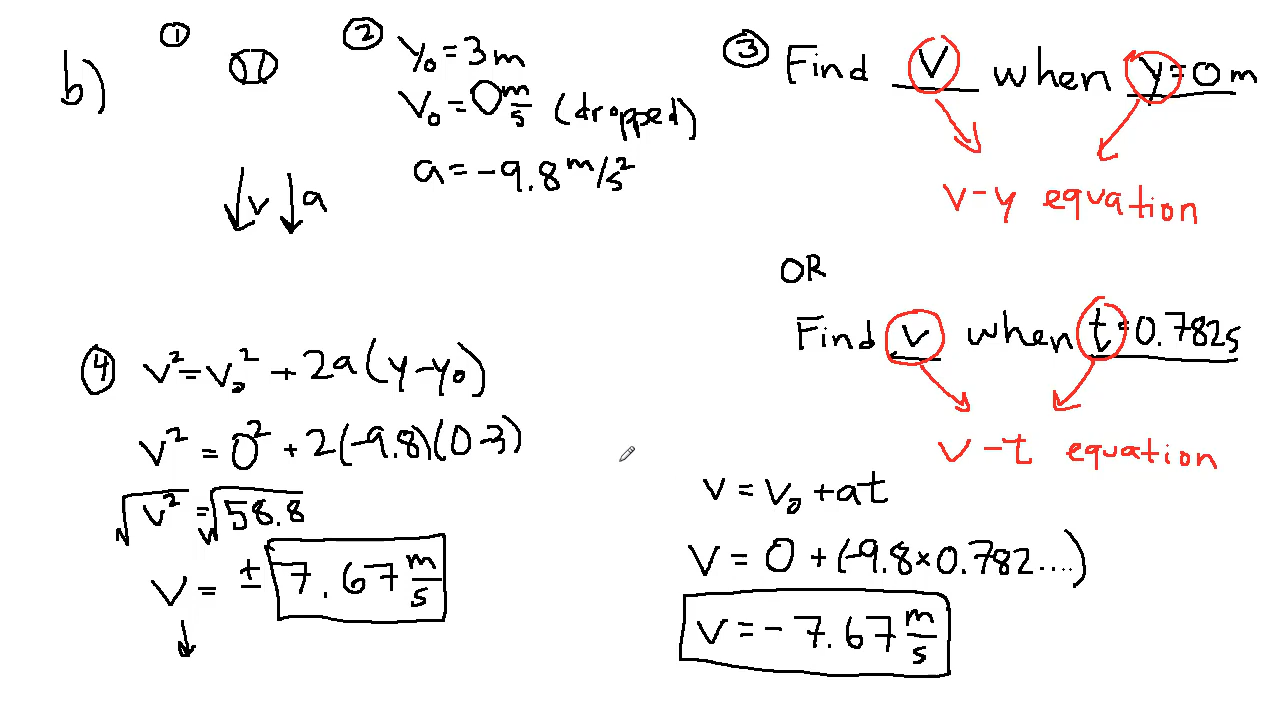 b)
①
↓v ↓a
②
y₀ = 3m
v₀ = 0 m/s (dropped)
a = -9.8 m/s²
③ Find v when y = 0 m
v-y equation
OR
Find v when t = 0.782s
v-t equation
④ v² = v₀² + 2a(y-y₀)
v² = 0² + 2(-9.8)(0-3)
√v² = √58.8
v = ± 7.67 m/s
↓
v = v₀ + at
v = 0 + (-9.8 × 0.782....)
v = - 7.67 m/s